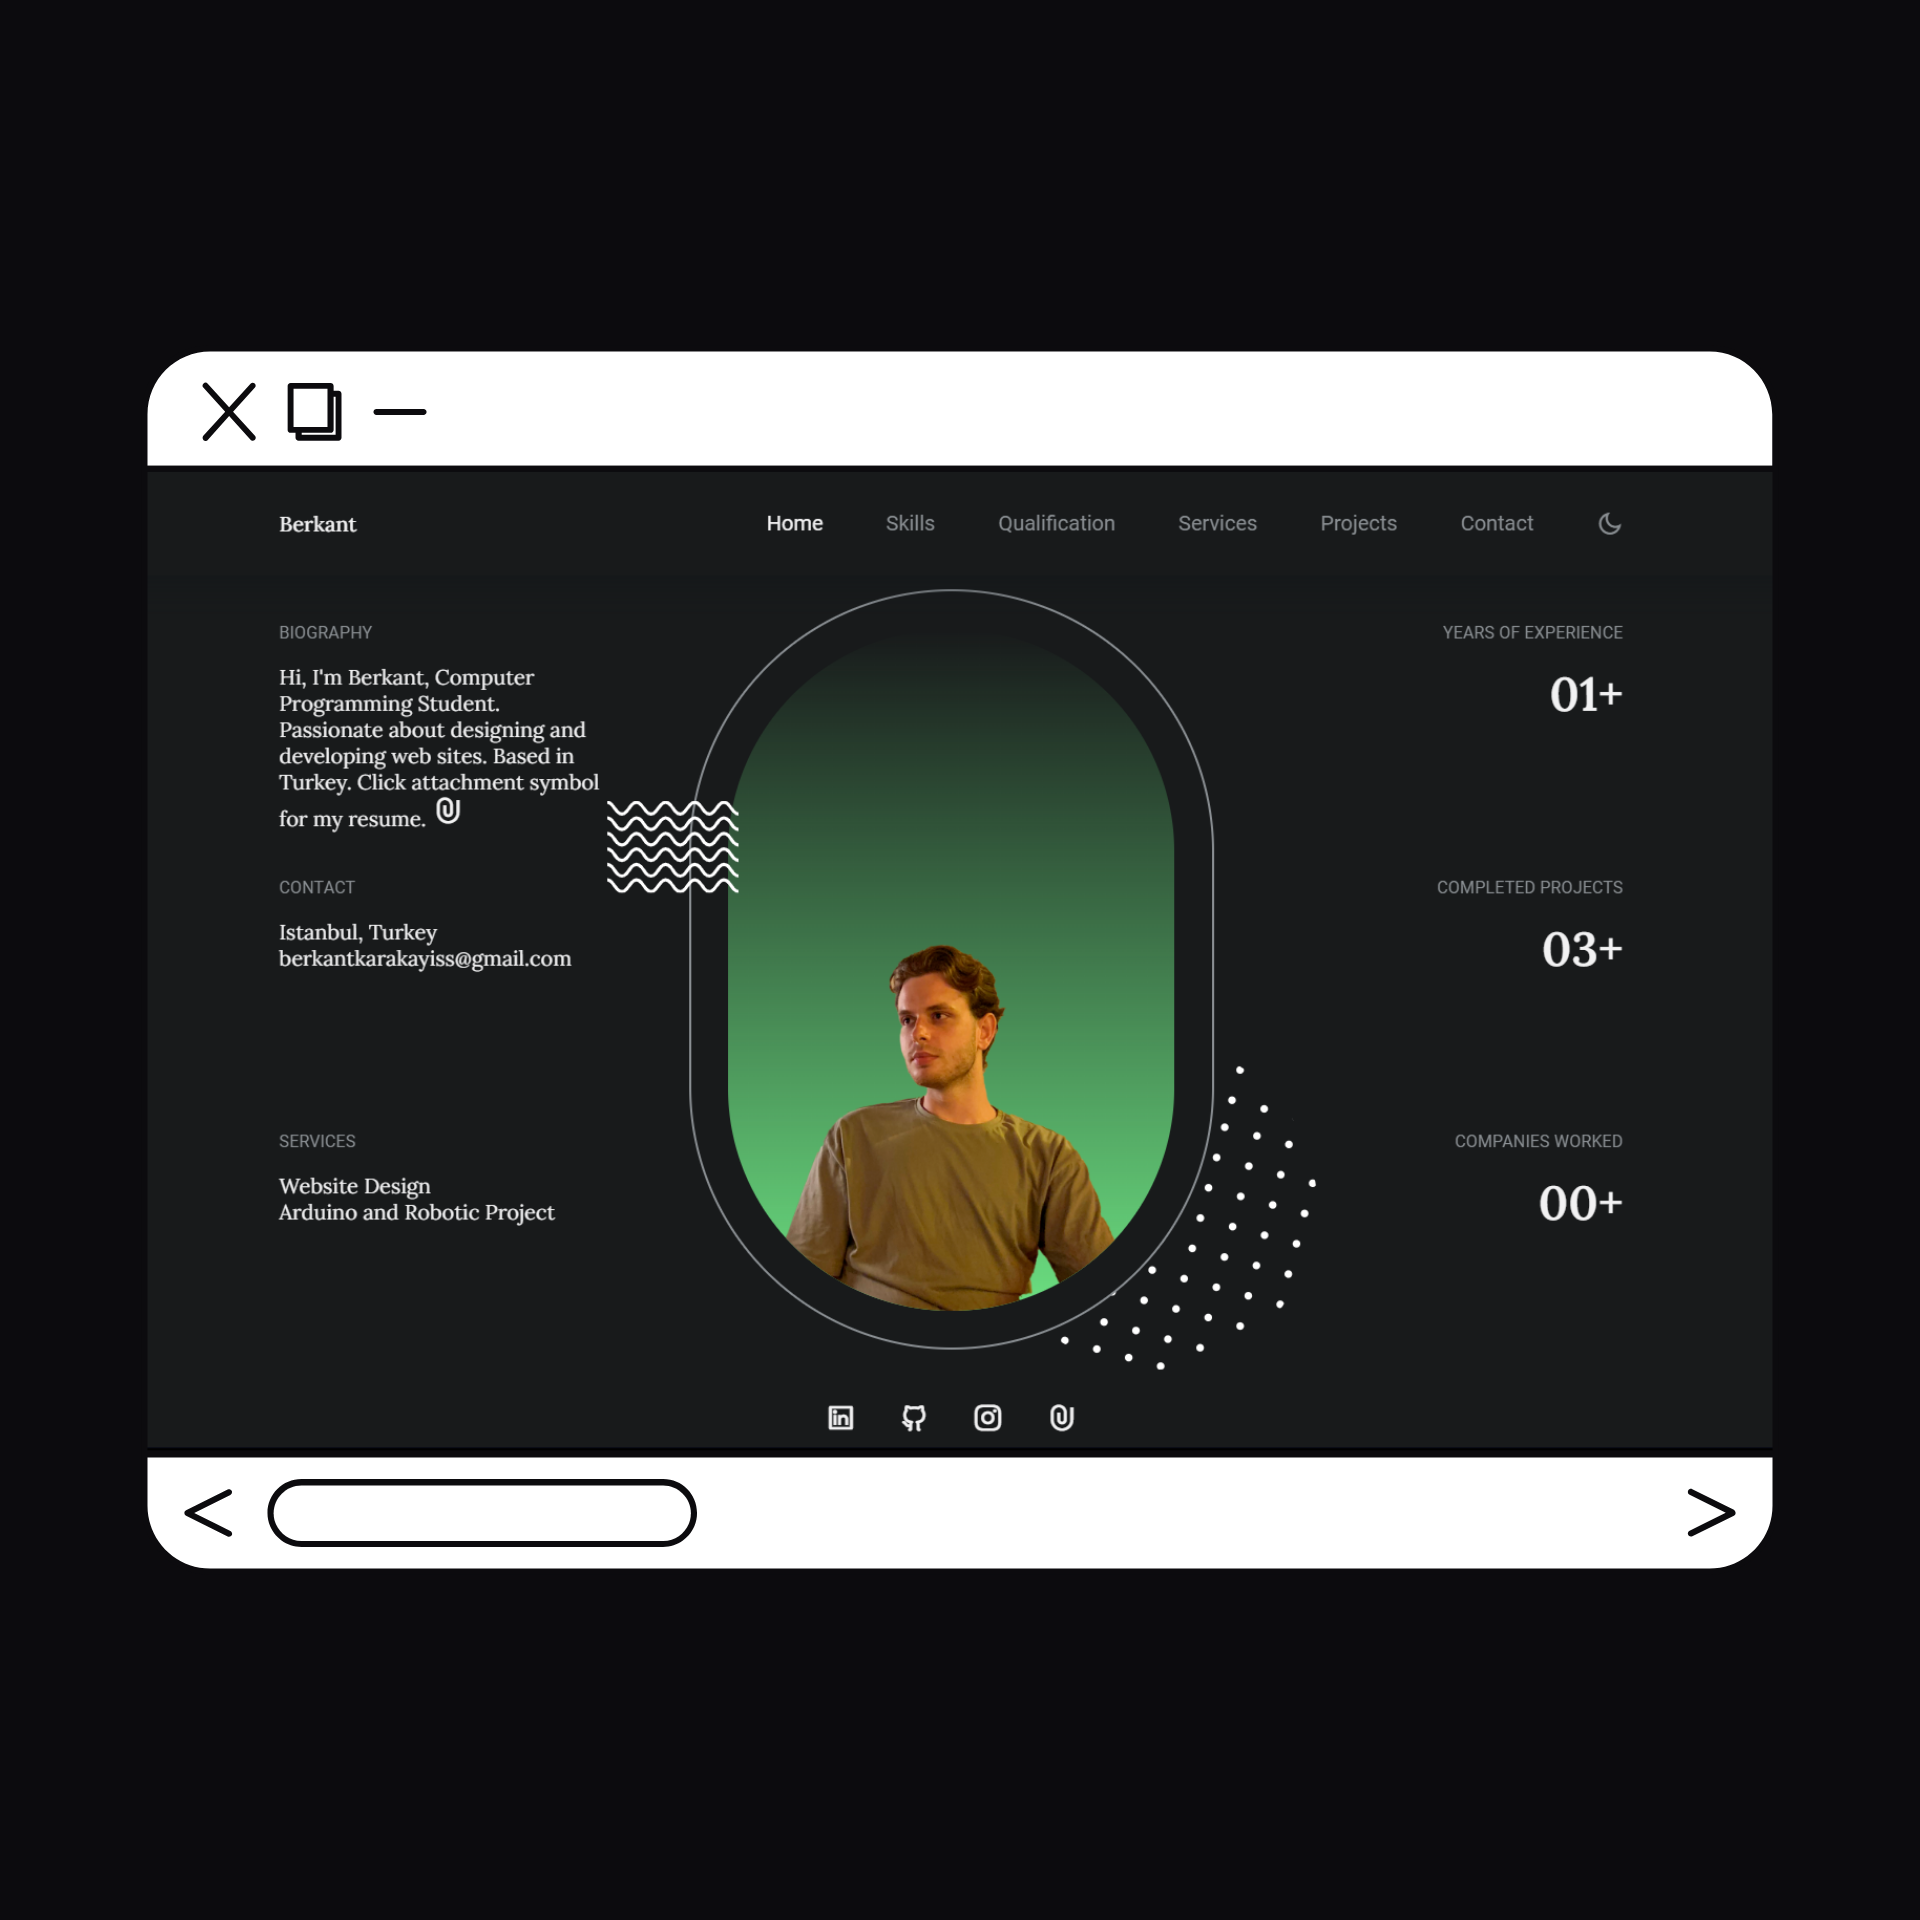 Berkant
Home
Skills
Qualification
Services
Projects
Contact
BIOGRAPHY
Hi, I'm Berkant, Computer
Programming Student.
Passionate about designing and
developing web sites. Based in
Turkey. Click attachment symbol
for my resume.
CONTACT
Istanbul, Turkey
berkantkarakayiss@gmail.com
SERVICES
Website Design
Arduino and Robotic Project
YEARS OF EXPERIENCE
01+
COMPLETED PROJECTS
03+
COMPANIES WORKED
00+
in